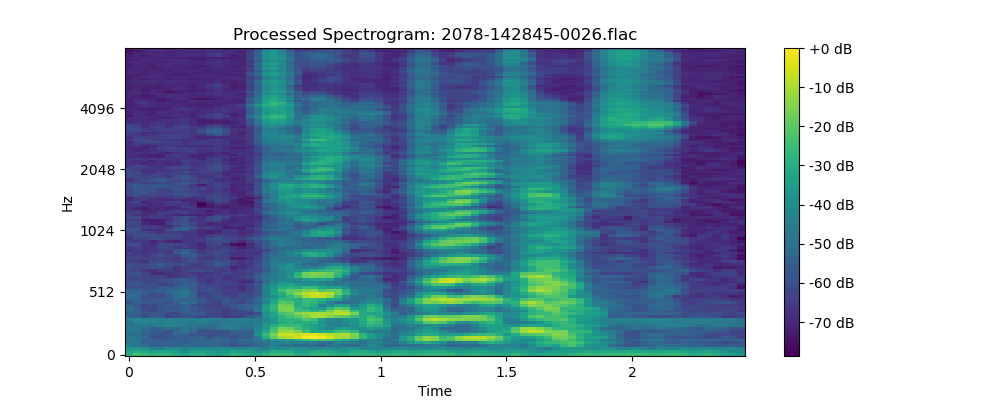 Processed Spectrogram: 2078-142845-0026.flac
+0 dB
-10 dB
-20 dB
-30 dB
-40 dB
-50 dB
-60 dB
-70 dB
4096
2048
1024
512
0
Hz
0
0.5
1
1.5
2
Time